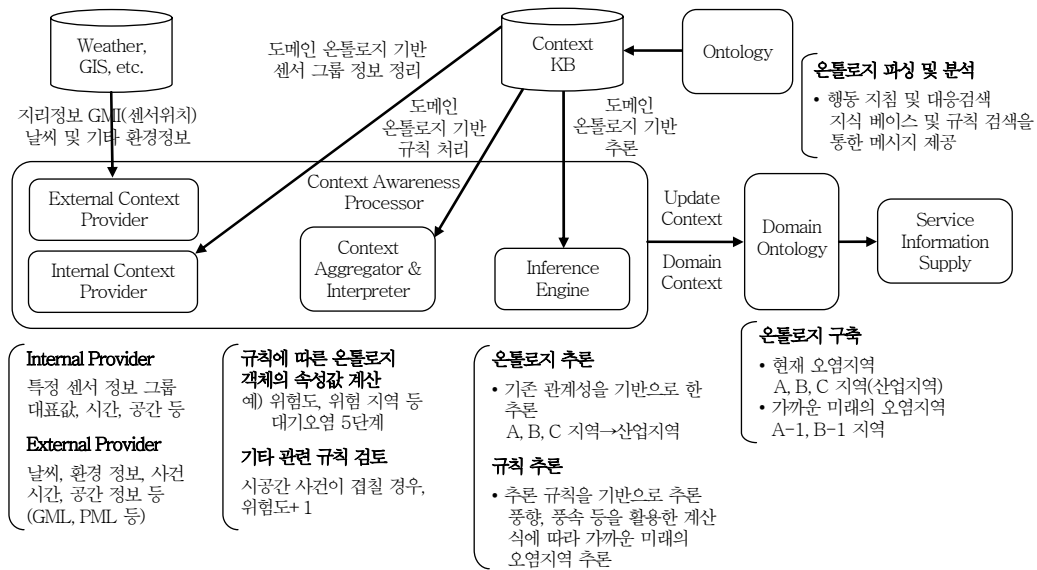 Weather,
GIS, etc.
도메인 온톨로지 기반
센서 그룹 정보 정리
Context
KB
Ontology
온톨로지 파싱 및 분석
• 행동 지침 및 대응검색
지식 베이스 및 규칙 검색을
통한 메시지 제공
지리정보 GMI(센서위치)
날씨 및 기타 환경정보
도메인
온톨로지 기반
규칙 처리
도메인
온톨로지 기반
추론
Context Awareness
Processor
External Context
Provider
Internal Context
Provider
Context
Aggregator &
Interpreter
Inference
Engine
Update
Context
Domain
Context
Domain
Ontology
Service
Information
Supply
Internal Provider
특정 센서 정보 그룹
대표값, 시간, 공간 등
External Provider
날씨, 환경 정보, 사건
시간, 공간 정보 등
(GML, PML 등)
규칙에 따른 온톨로지
객체의 속성값 계산
예) 위험도, 위험 지역 등
대기오염 5단계
기타 관련 규칙 검토
시공간 사건이 겹칠 경우,
위험도+1
온톨로지 추론
• 기존 관계성을 기반으로 한
추론
A, B, C 지역→산업지역
규칙 추론
• 추론 규칙을 기반으로 추론
풍향, 풍속 등을 활용한 계산
식에 따라 가까운 미래의
오염지역 추론
온톨로지 구축
• 현재 오염지역
A, B, C 지역(산업지역)
• 가까운 미래의 오염지역
A-1, B-1 지역